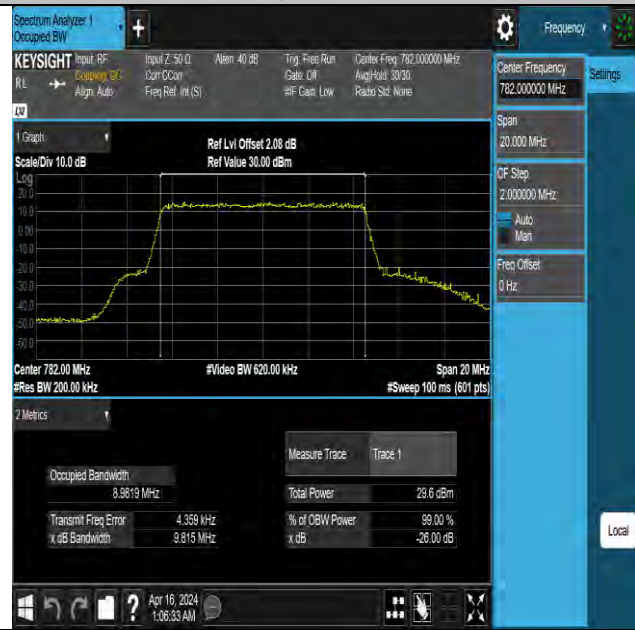 Spectrum Analyzer 1
Occupied BW
+
Frequency
KEYSIGHT
RL
Input: RF
Coupling: DC
Align: Auto
Input Z: 50 Ω
Corr CCorr
Freq Ref: Int (S)
Atten: 40 dB
Trig: Free Run
Gate: Off
#IF Gain: Low
Center Freq: 782.000000 MHz
Avg|Hold: 30/30
Radio Std: None
LXI
Center Frequency
782.000000 MHz
Settings
Span
20.000 MHz
CF Step
2.000000 MHz
Auto
Man
Freq Offset
0 Hz
1 Graph
Scale/Div 10.0 dB
Ref Lvl Offset 2.08 dB
Ref Value 30.00 dBm
Log
20.0
10.0
0.00
-10.0
-20.0
-30.0
-40.0
-50.0
-60.0
Center 782.00 MHz
#Res BW 200.00 kHz
#Video BW 620.00 kHz
Span 20 MHz
#Sweep 100 ms (601 pts)
2 Metrics
Measure Trace
Trace 1
Occupied Bandwidth
8.9819 MHz
Total Power
29.6 dBm
Transmit Freq Error
4.359 kHz
% of OBW Power
99.00 %
x dB Bandwidth
9.815 MHz
x dB
-26.00 dB
Local
?
Apr 16, 2024
1:06:33 AM